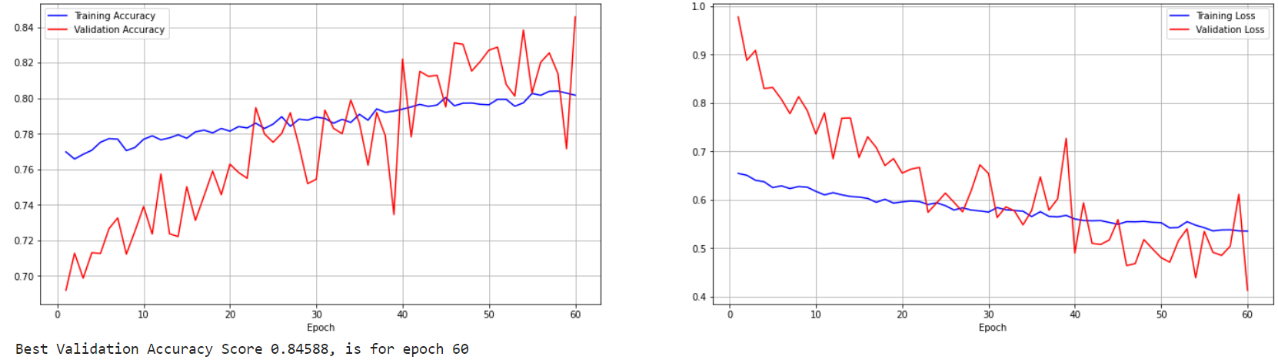 Training Accuracy
Validation Accuracy
0.84
0.82
0.80
0.78
0.76
0.74
0.72
0.70
0 10 20 30 40 50 60
Epoch
Training Loss
Validation Loss
1.0
0.9
0.8
0.7
0.6
0.5
0.4
0 10 20 30 40 50 60
Epoch
Best Validation Accuracy Score 0.84588, is for epoch 60